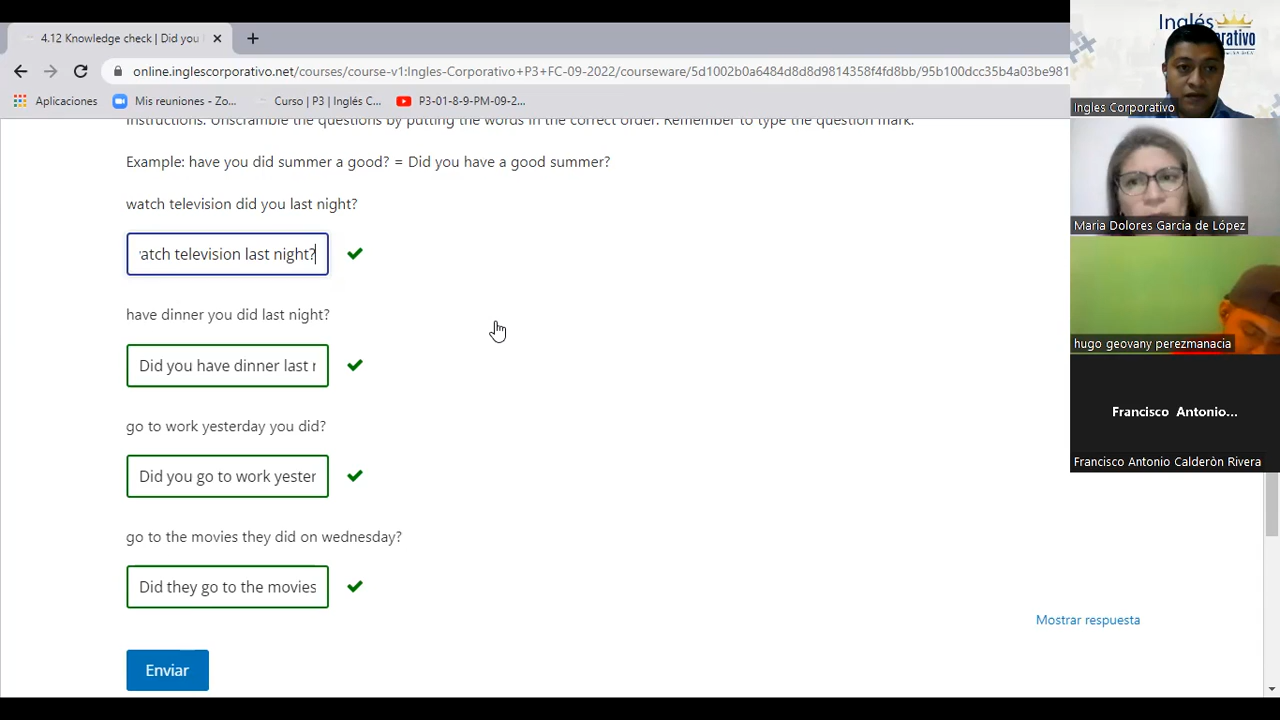 4.12 Knowledge check | Did you
online.inglescorporativo.net/courses/course-v1:Ingles-Corporativo+P3+FC-09-2022/courseware/5d1002b0a6484d8d8d9814358f4fd8bb/95b100dcc35b4a03be981
Aplicaciones
Mis reuniones - Zo...
Curso | P3 | Inglés C...
P3-01-8-9-PM-09-2...
Instructions: Unscramble the questions by putting the words in the correct order. Remember to type the question mark.
Example: have you did summer a good? = Did you have a good summer?
watch television did you last night?
atch television last night?
have dinner you did last night?
Did you have dinner last r
go to work yesterday you did?
Did you go to work yester
go to the movies they did on wednesday?
Did they go to the movies
Mostrar respuesta
Enviar
Inglés
rativo
Ingles Corporativo
Maria Dolores Garcia de López
hugo geovany perezmanacia
Francisco Antonio...
Francisco Antonio Calderòn Rivera